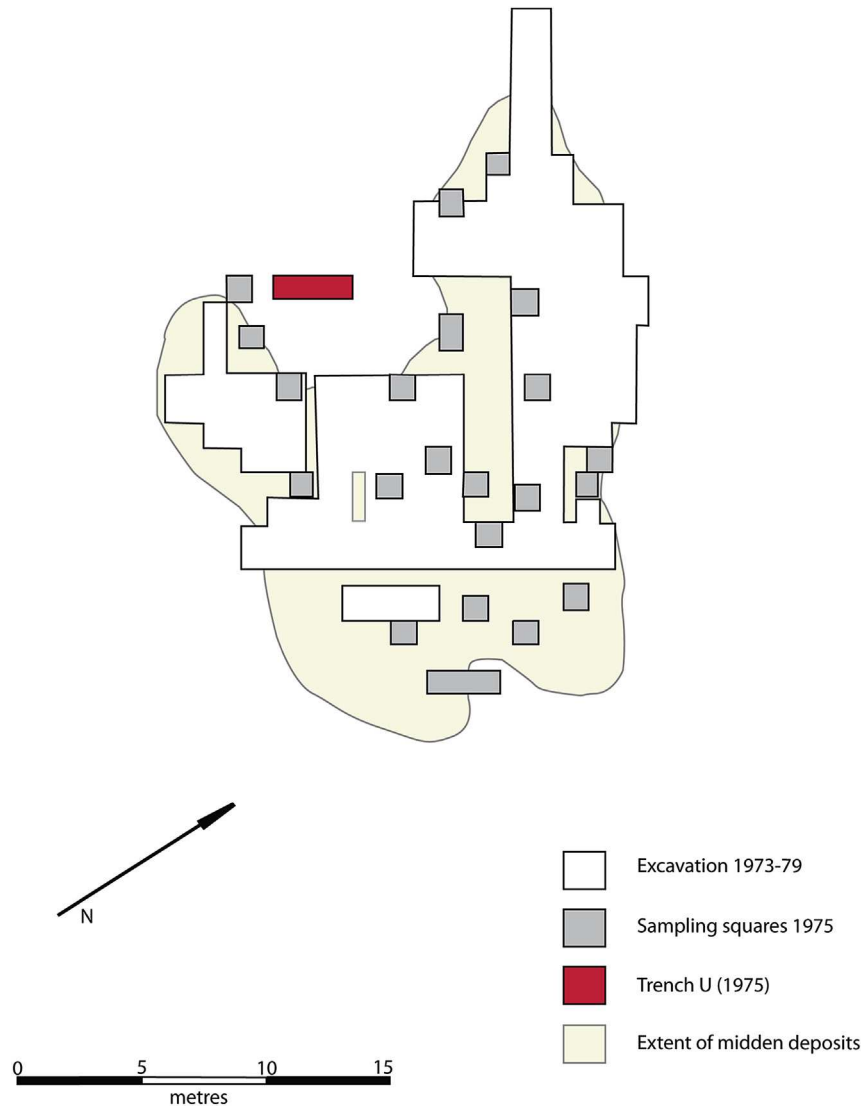 N
Excavation 1973-79
Sampling squares 1975
Trench U (1975)
Extent of midden deposits
0 5 10 15
metres